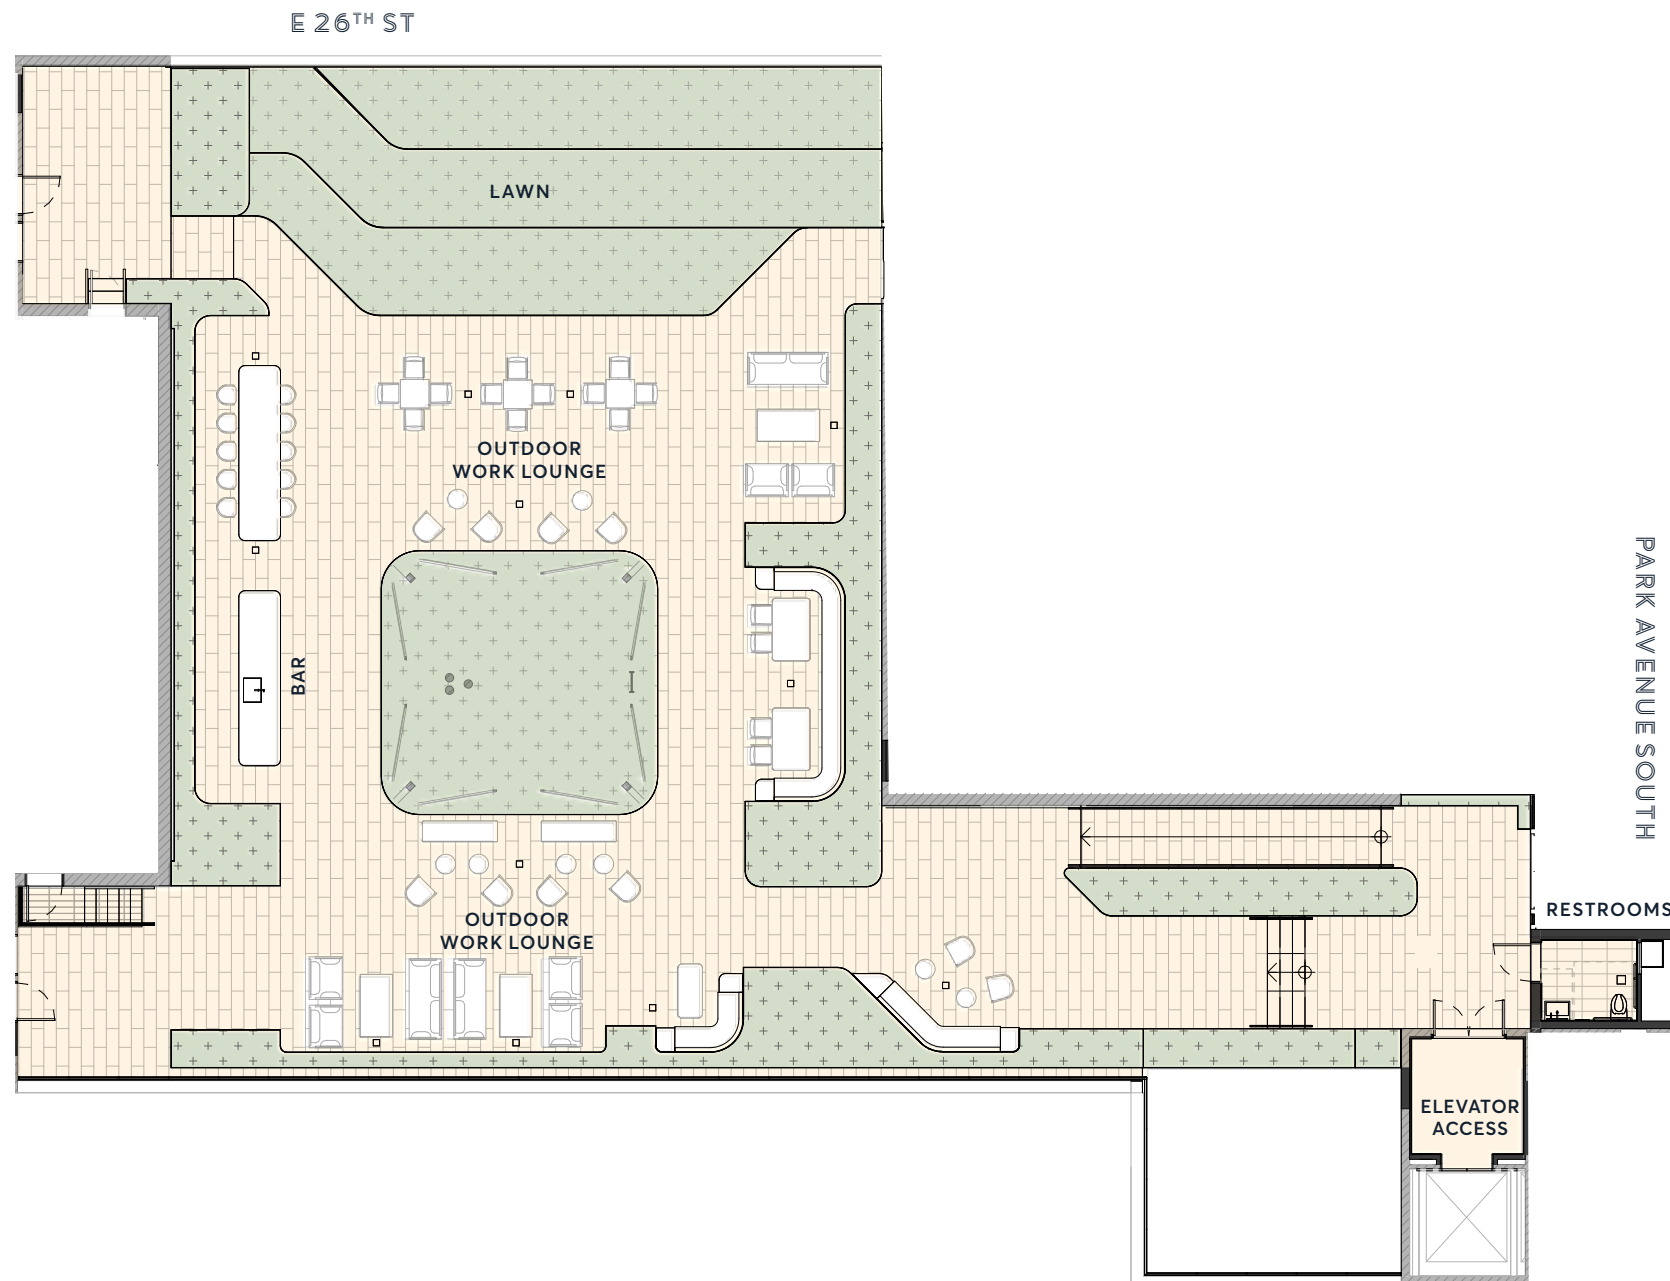 E 26TH ST
LAWN
OUTDOOR
WORK LOUNGE
BAR
PARK AVENUE SOUTH
RESTROOMS
OUTDOOR
WORK LOUNGE
ELEVATOR
ACCESS